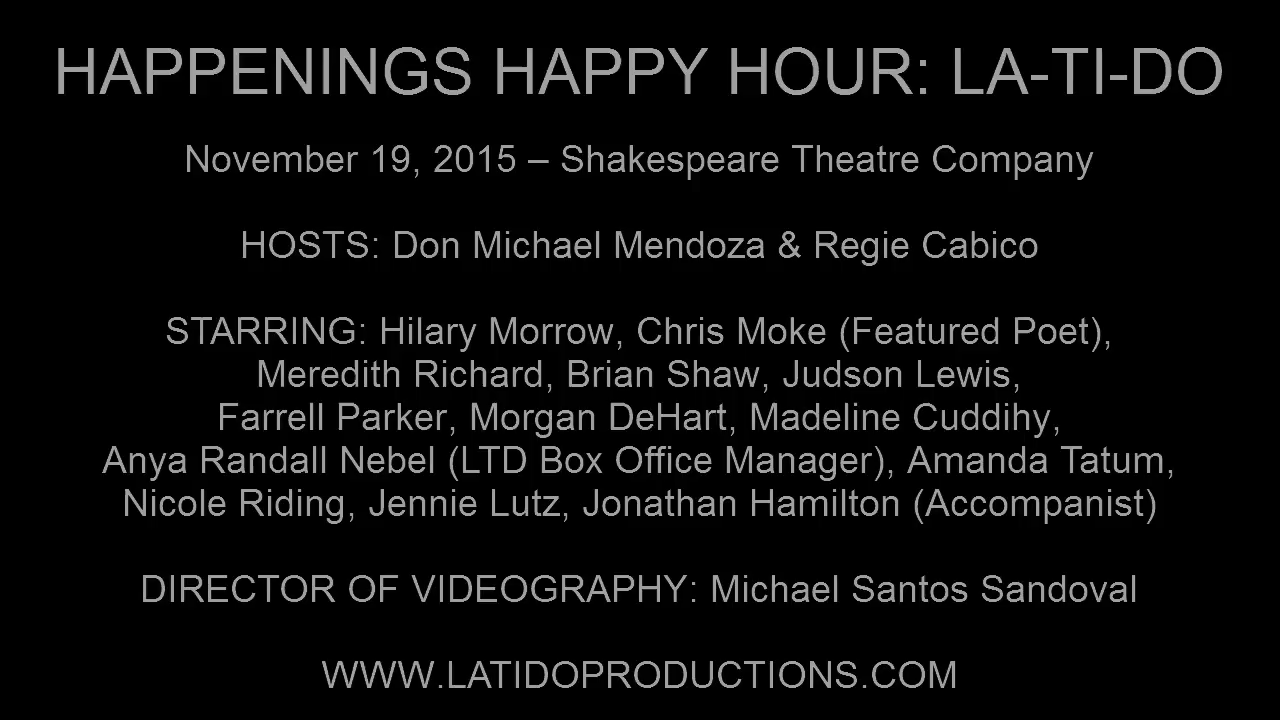 HAPPENINGS HAPPY HOUR: LA-TI-DO
November 19, 2015 – Shakespeare Theatre Company
HOSTS: Don Michael Mendoza & Regie Cabico
STARRING: Hilary Morrow, Chris Moke (Featured Poet),
Meredith Richard, Brian Shaw, Judson Lewis,
Farrell Parker, Morgan DeHart, Madeline Cuddihy,
Anya Randall Nebel (LTD Box Office Manager), Amanda Tatum,
Nicole Riding, Jennie Lutz, Jonathan Hamilton (Accompanist)
DIRECTOR OF VIDEOGRAPHY: Michael Santos Sandoval
WWW.LATIDOPRODUCTIONS.COM